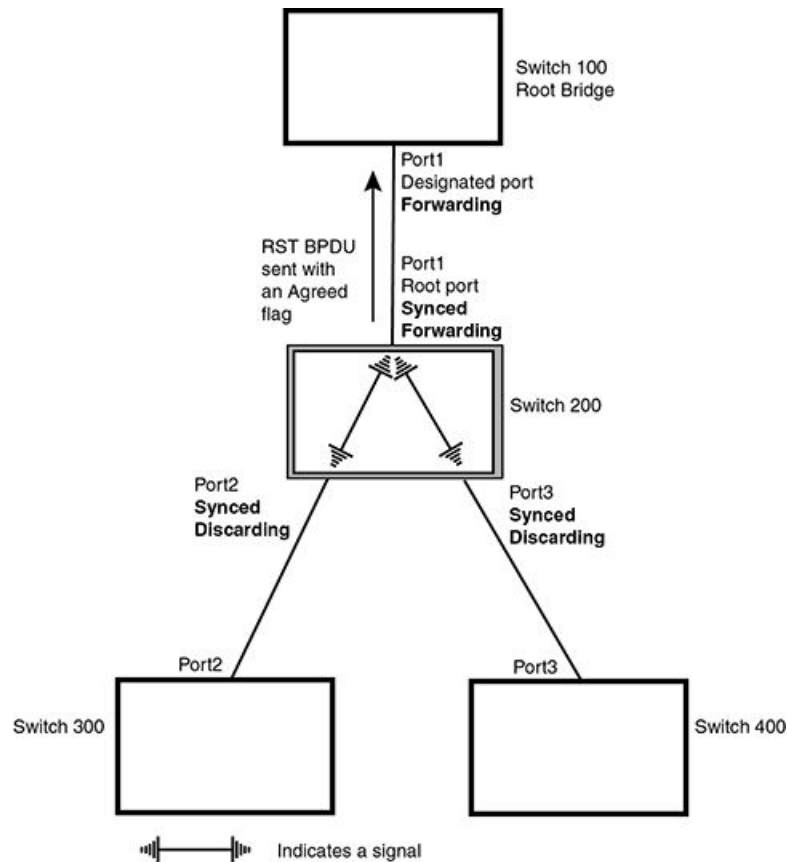 Switch 100
Root Bridge
Port1
Designated port
Forwarding
RST BPDU
sent with
an Agreed
flag
Port1
Root port
Synced
Forwarding
Switch 200
Port2
Synced
Discarding
Port3
Synced
Discarding
Port2
Port3
Switch 300
Switch 400
Indicates a signal